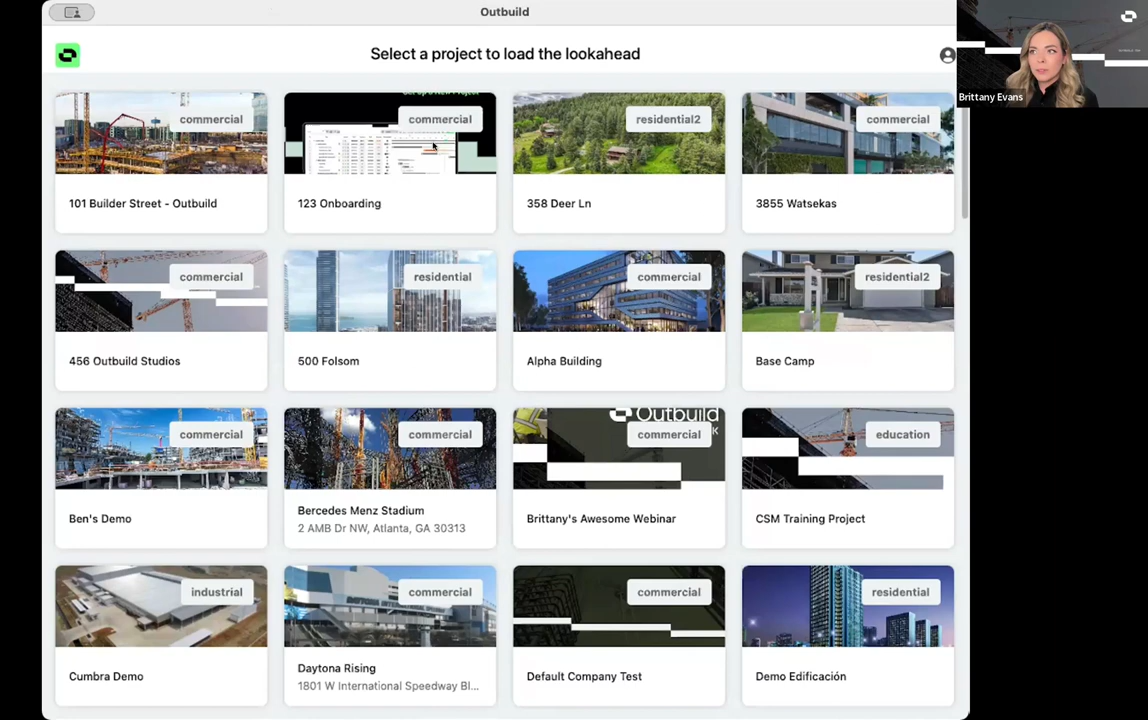 Outbuild
Select a project to load the lookahead
Brittany Evans
commercial
commercial
residential2
commercial
101 Builder Street - Outbuild
123 Onboarding
358 Deer Ln
3855 Watsekas
commercial
residential
commercial
residential2
456 Outbuild Studios
500 Folsom
Alpha Building
Base Camp
commercial
commercial
Outbuild
commercial
education
Ben's Demo
Bercedes Menz Stadium
2 AMB Dr NW, Atlanta, GA 30313
Brittany's Awesome Webinar
CSM Training Project
industrial
commercial
commercial
residential
Cumbra Demo
Daytona Rising
1801 W International Speedway Bl...
Default Company Test
Demo Edificación